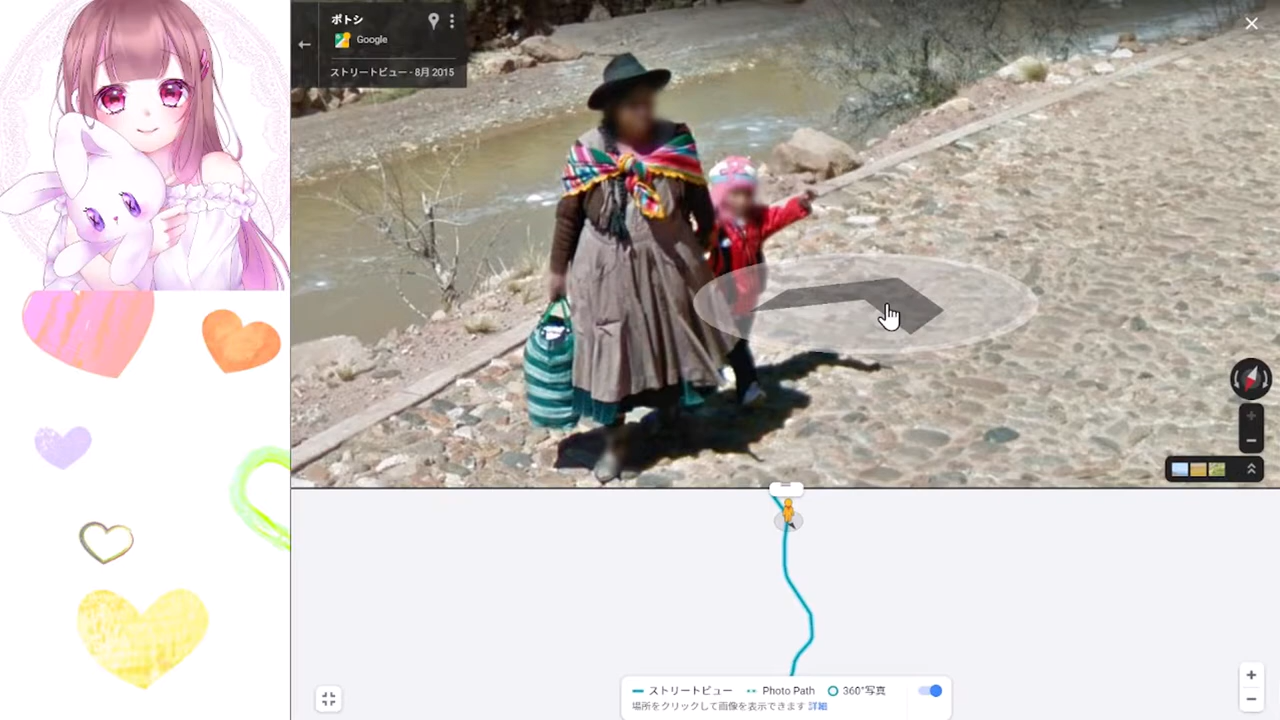 ポトシ
Google
ストリートビュー - 8月 2015
ストリートビュー
Photo Path
360°写真
場所をクリックして画像を表示できます 詳細